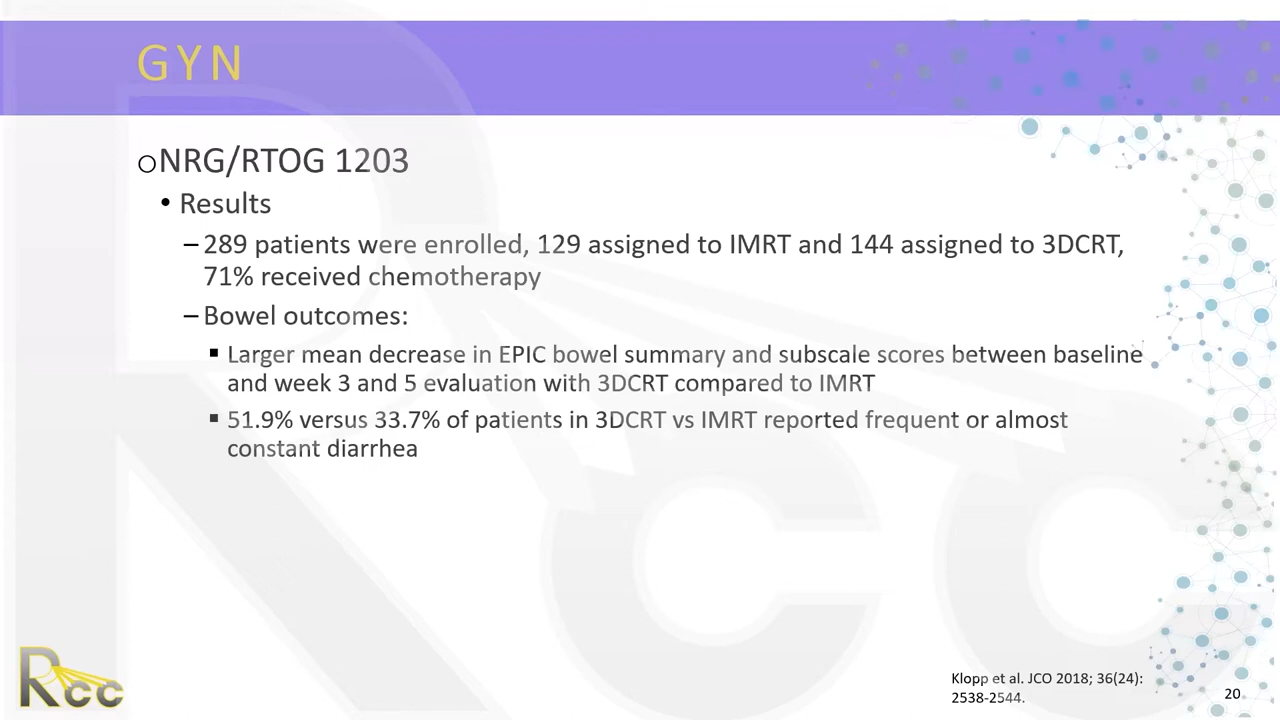 GYN
oNRG/RTOG 1203
• Results
– 289 patients were enrolled, 129 assigned to IMRT and 144 assigned to 3DCRT,
71% received chemotherapy
– Bowel outcomes:
▪ Larger mean decrease in EPIC bowel summary and subscale scores between baseline
and week 3 and 5 evaluation with 3DCRT compared to IMRT
▪ 51.9% versus 33.7% of patients in 3DCRT vs IMRT reported frequent or almost
constant diarrhea
Rcc
Klopp et al. JCO 2018; 36(24):
2538-2544.
20